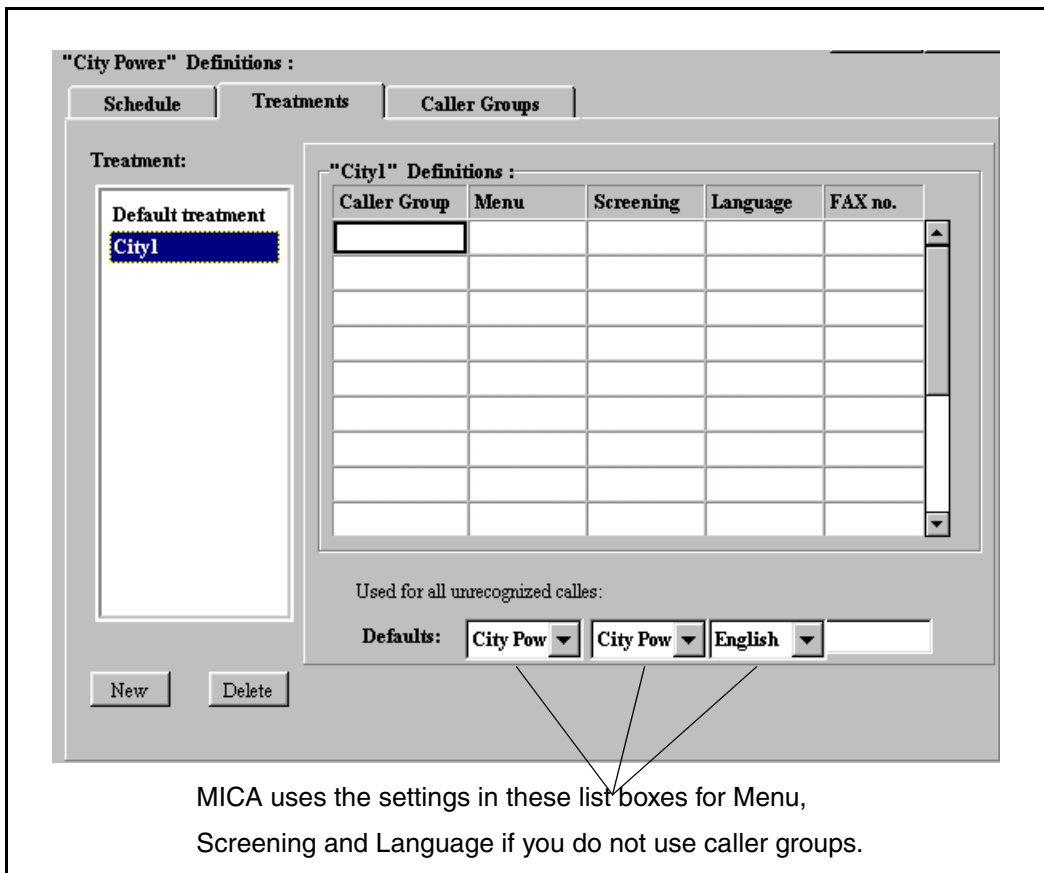 "City Power" Definitions :
Schedule Treatments Caller Groups
Treatment:
Default treatment
City1
"City1" Definitions :
Caller Group Menu Screening Language FAX no.
Used for all unrecognized calles:
Defaults: City Pow City Pow English
New Delete
MICA uses the settings in these list boxes for Menu,
Screening and Language if you do not use caller groups.